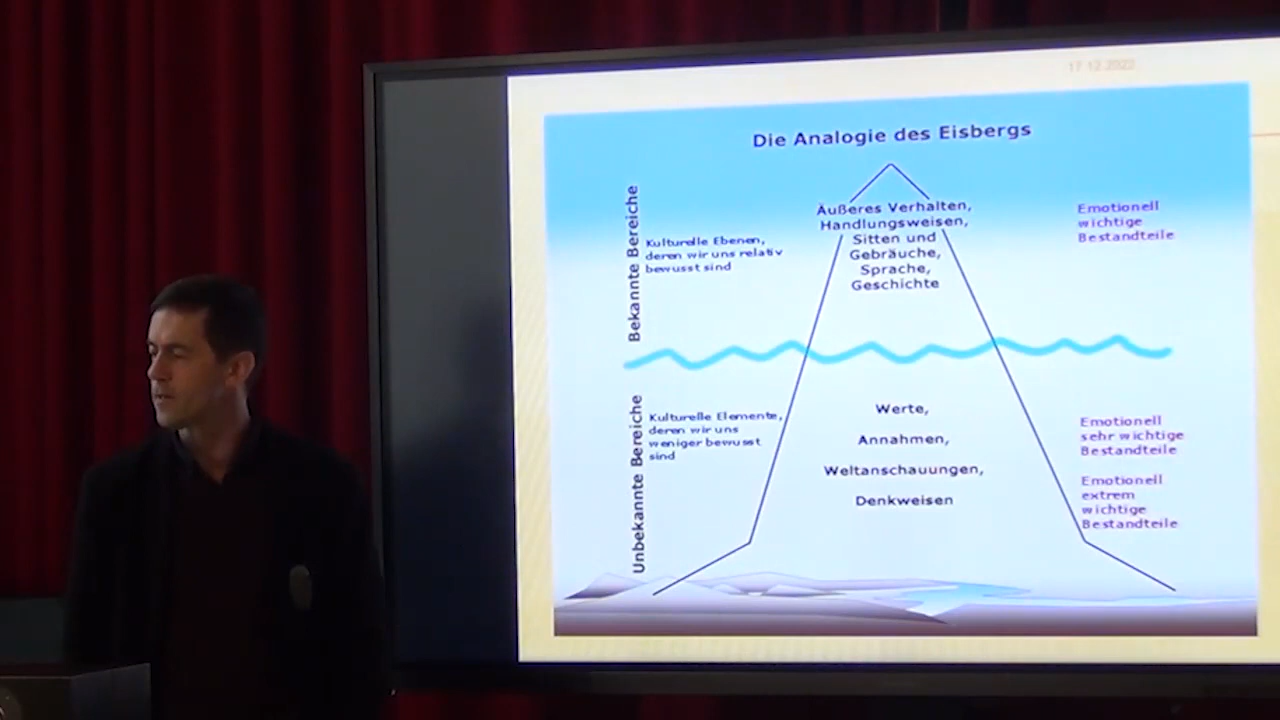 17.12.2022
Die Analogie des Eisbergs
Bekannte Bereiche
Kulturelle Ebenen,
deren wir uns relativ
bewusst sind
Äußeres Verhalten,
Handlungsweisen,
Sitten und
Gebräuche,
Sprache,
Geschichte
Emotionell
wichtige
Bestandteile
Unbekannte Bereiche
Kulturelle Elemente,
deren wir uns
weniger bewusst
sind
Werte,
Annahmen,
Weltanschauungen,
Denkweisen
Emotionell
sehr wichtige
Bestandteile
Emotionell
extrem
wichtige
Bestandteile